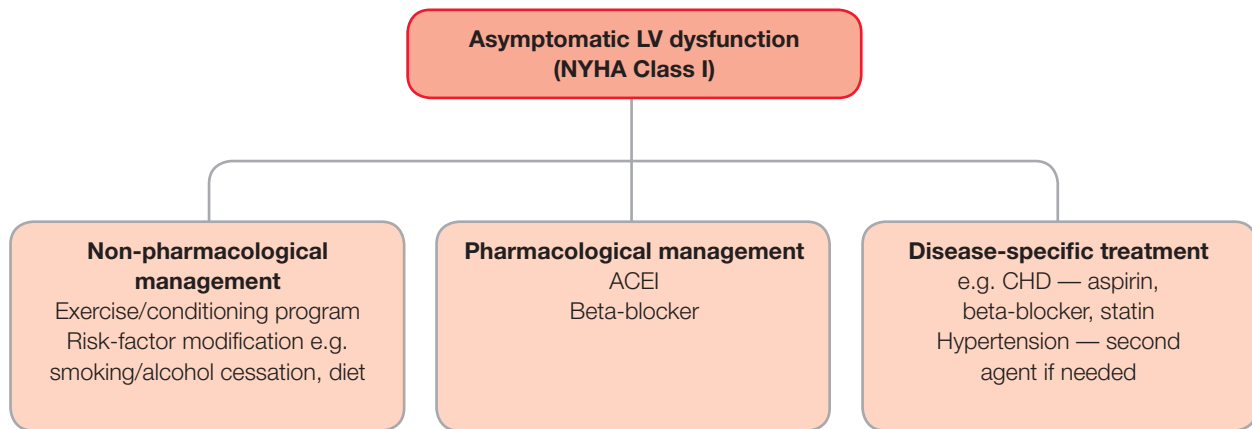 Asymptomatic LV dysfunction
(NYHA Class I)
Non-pharmacological
management
Exercise/conditioning program
Risk-factor modification e.g.
smoking/alcohol cessation, diet
Pharmacological management
ACEI
Beta-blocker
Disease-specific treatment
e.g. CHD — aspirin,
beta-blocker, statin
Hypertension — second
agent if needed